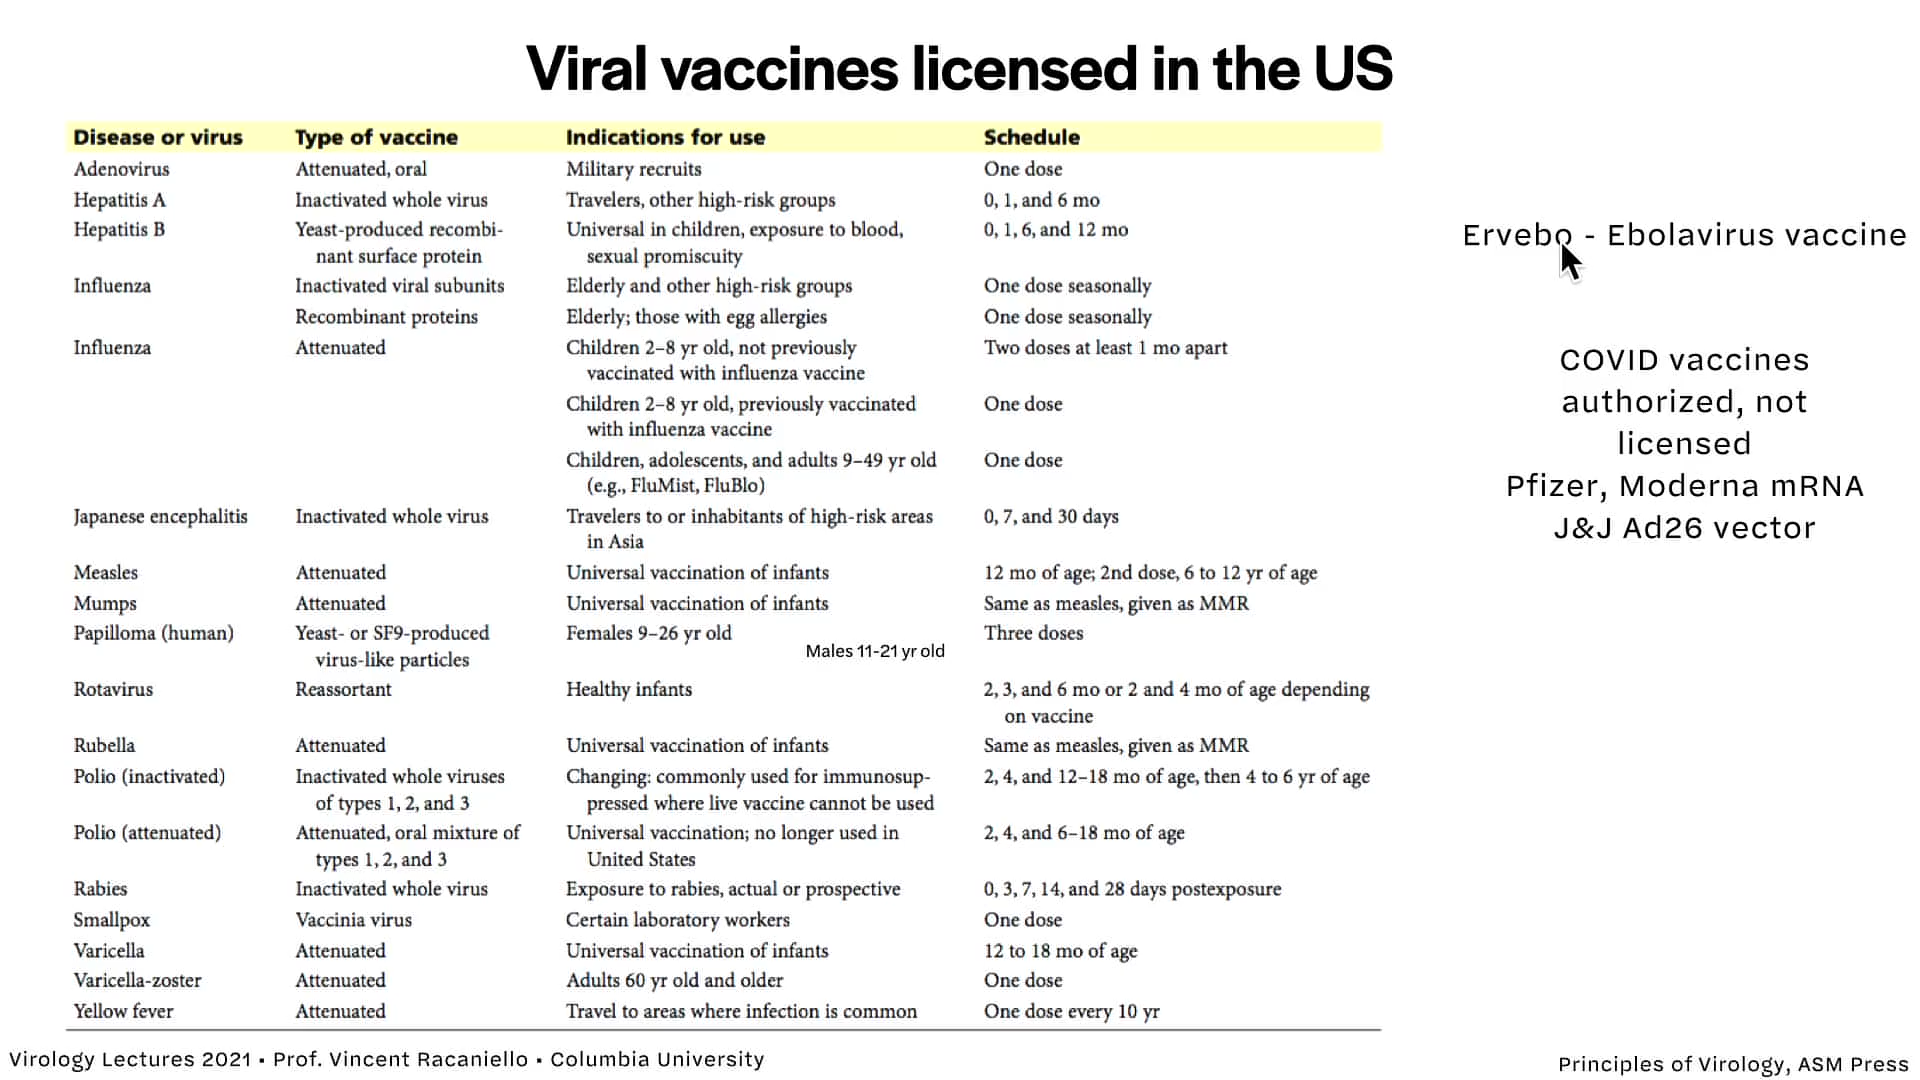 Viral vaccines licensed in the US
Disease or virus Type of vaccine Indications for use Schedule
Adenovirus Attenuated, oral Military recruits One dose
Hepatitis A Inactivated whole virus Travelers, other high-risk groups 0, 1, and 6 mo
Hepatitis B Yeast-produced recombi- Universal in children, exposure to blood, 0, 1, 6, and 12 mo
nant surface protein sexual promiscuity
Influenza Inactivated viral subunits Elderly and other high-risk groups One dose seasonally
Recombinant proteins Elderly; those with egg allergies One dose seasonally
Influenza Attenuated Children 2–8 yr old, not previously Two doses at least 1 mo apart
vaccinated with influenza vaccine
Children 2–8 yr old, previously vaccinated One dose
with influenza vaccine
Children, adolescents, and adults 9–49 yr old One dose
(e.g., FluMist, FluBlo)
Japanese encephalitis Inactivated whole virus Travelers to or inhabitants of high-risk areas 0, 7, and 30 days
in Asia
Measles Attenuated Universal vaccination of infants 12 mo of age; 2nd dose, 6 to 12 yr of age
Mumps Attenuated Universal vaccination of infants Same as measles, given as MMR
Papilloma (human) Yeast- or SF9-produced Females 9–26 yr old Three doses
virus-like particles Males 11-21 yr old
Rotavirus Reassortant Healthy infants 2, 3, and 6 mo or 2 and 4 mo of age depending
on vaccine
Rubella Attenuated Universal vaccination of infants Same as measles, given as MMR
Polio (inactivated) Inactivated whole viruses Changing: commonly used for immunosup- 2, 4, and 12–18 mo of age, then 4 to 6 yr of age
of types 1, 2, and 3 pressed where live vaccine cannot be used
Polio (attenuated) Attenuated, oral mixture of Universal vaccination; no longer used in 2, 4, and 6–18 mo of age
types 1, 2, and 3 United States
Rabies Inactivated whole virus Exposure to rabies, actual or prospective 0, 3, 7, 14, and 28 days postexposure
Smallpox Vaccinia virus Certain laboratory workers One dose
Varicella Attenuated Universal vaccination of infants 12 to 18 mo of age
Varicella-zoster Attenuated Adults 60 yr old and older One dose
Yellow fever Attenuated Travel to areas where infection is common One dose every 10 yr
Ervebo - Ebolavirus vaccine
COVID vaccines
authorized, not
licensed
Pfizer, Moderna mRNA
J&J Ad26 vector
Virology Lectures 2021 • Prof. Vincent Racaniello • Columbia University
Principles of Virology, ASM Press